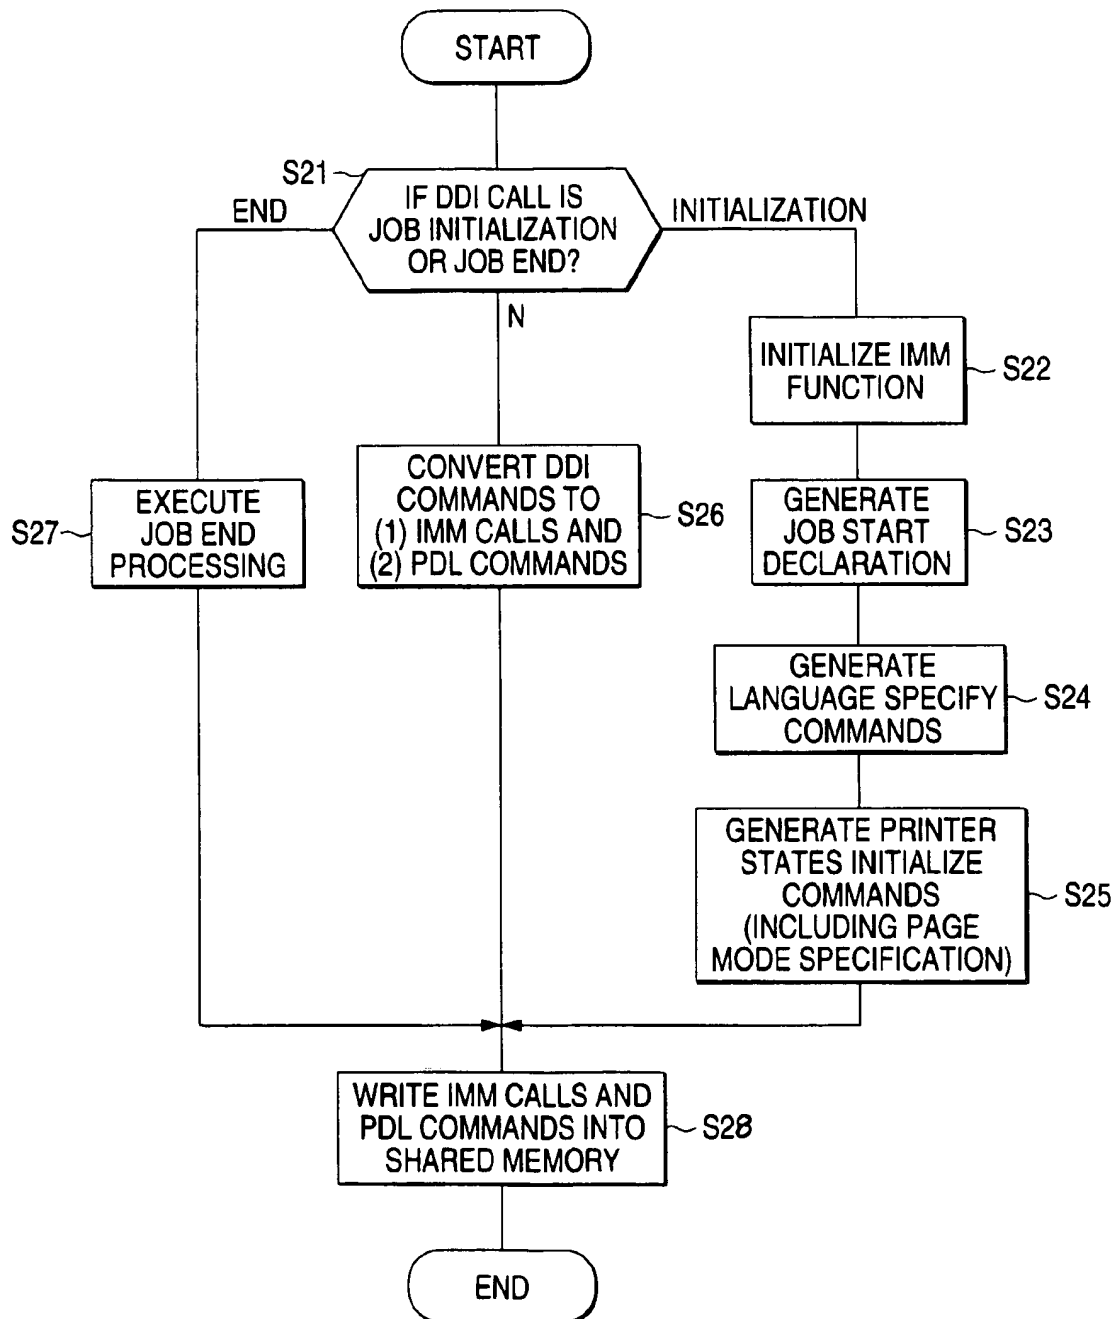 START
S21
IF DDI CALL IS
JOB INITIALIZATION
OR JOB END?
END
INITIALIZATION
N
INITIALIZE IMM
FUNCTION
S22
GENERATE
JOB START
DECLARATION
S23
GENERATE
LANGUAGE SPECIFY
COMMANDS
S24
GENERATE PRINTER
STATES INITIALIZE
COMMANDS
(INCLUDING PAGE
MODE SPECIFICATION)
S25
CONVERT DDI
COMMANDS TO
(1) IMM CALLS AND
(2) PDL COMMANDS
S26
S27
EXECUTE
JOB END
PROCESSING
WRITE IMM CALLS AND
PDL COMMANDS INTO
SHARED MEMORY
S28
END